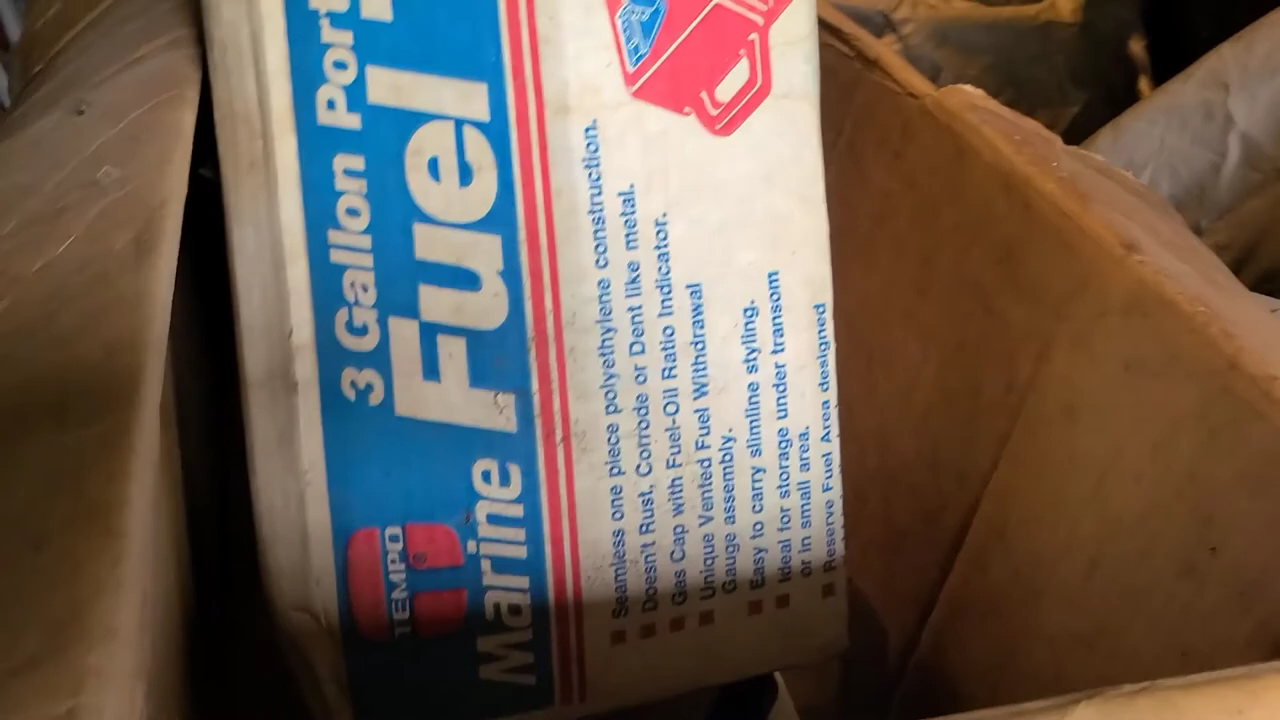 TEMPO
®
3 Gallon Port
Marine Fuel
Seamless one piece polyethylene construction.
Doesn't Rust, Corrode or Dent like metal.
Gas Cap with Fuel-Oil Ratio Indicator.
Unique Vented Fuel Withdrawal
Gauge assembly.
Easy to carry slimline styling.
Ideal for storage under transom
or in small area.
Reserve Fuel Area designed